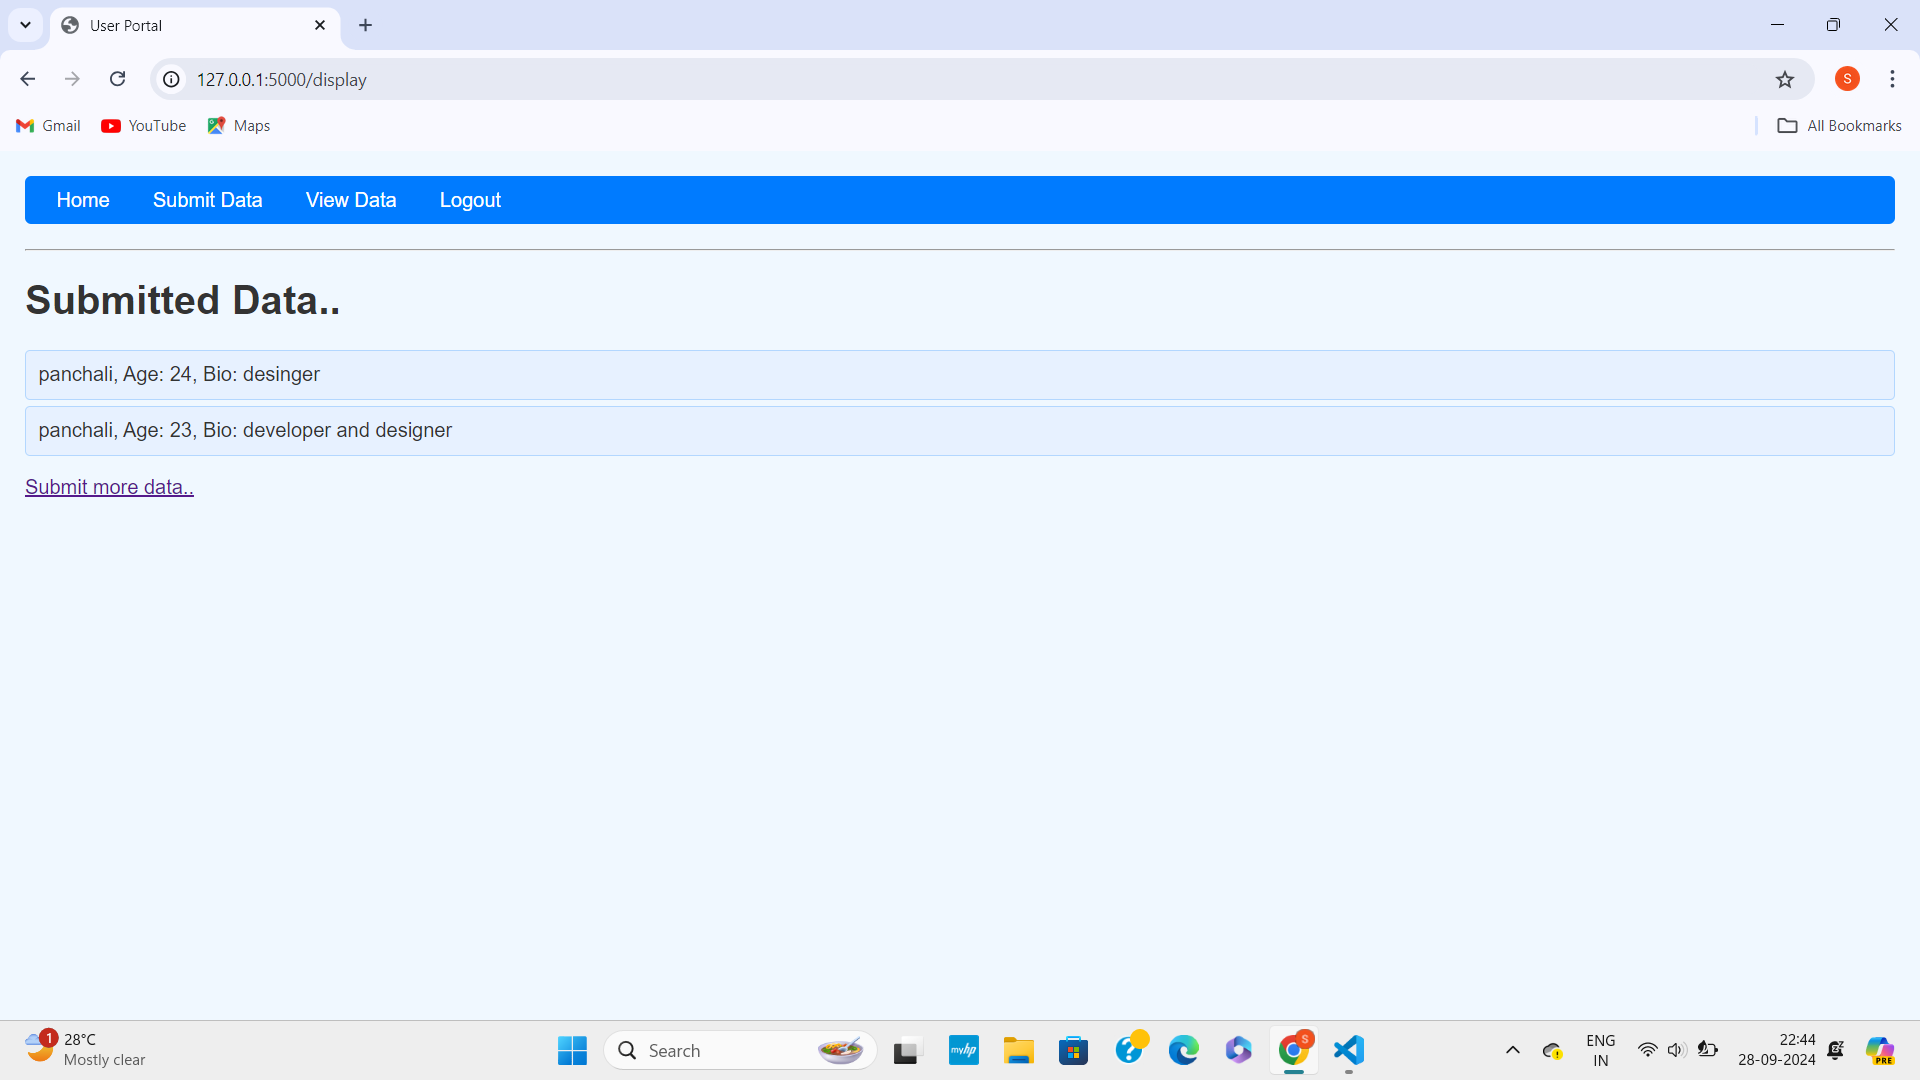 User Portal
127.0.0.1:5000/display
S
Gmail YouTube Maps All Bookmarks
Home Submit Data View Data Logout
Submitted Data..
panchali, Age: 24, Bio: desinger
panchali, Age: 23, Bio: developer and designer
Submit more data..
1 28°C
Mostly clear
Search
myhp
S
ENG
IN
22:44
28-09-2024
PRE